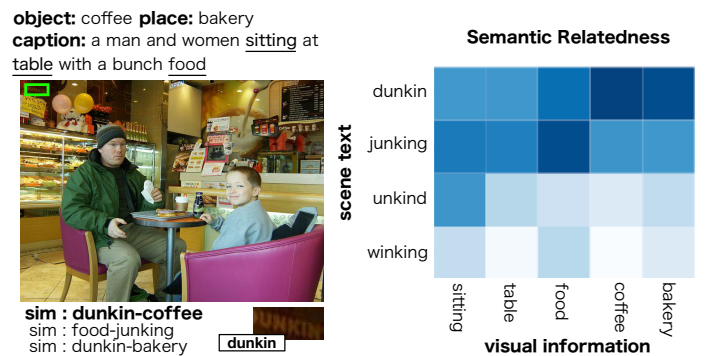 object: coffee place: bakery
caption: a man and women sitting at
table with a bunch food
sim : dunkin-coffee
sim : food-junking
sim : dunkin-bakery
DUNKIN
dunkin
Semantic Relatedness
scene text
dunkin
junking
unkind
winking
sitting
table
food
coffee
bakery
visual information